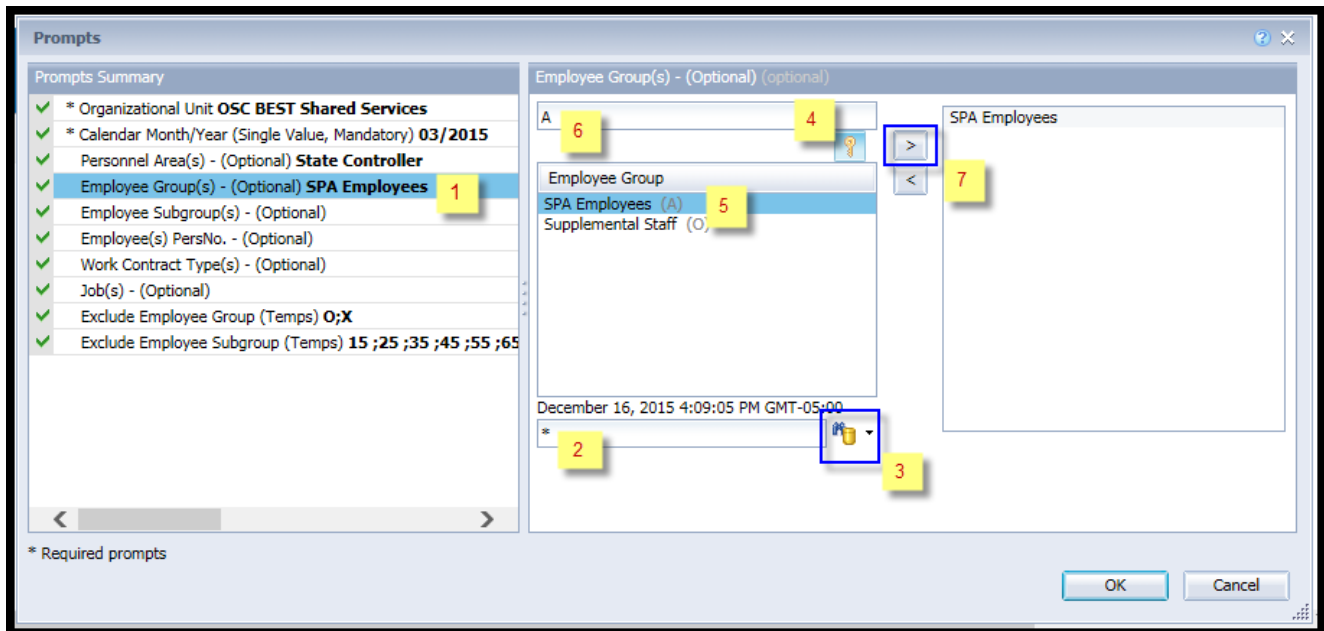 Prompts
Prompts Summary
* Organizational Unit OSC BEST Shared Services
* Calendar Month/Year (Single Value, Mandatory) 03/2015
Personnel Area(s) - (Optional) State Controller
Employee Group(s) - (Optional) SPA Employees
1
Employee Subgroup(s) - (Optional)
Employee(s) PersNo. - (Optional)
Work Contract Type(s) - (Optional)
Job(s) - (Optional)
Exclude Employee Group (Temps) O;X
Exclude Employee Subgroup (Temps) 15 ;25 ;35 ;45 ;55 ;65
* Required prompts
Employee Group(s) - (Optional) (optional)
A
6
4
Employee Group
SPA Employees (A)
5
Supplemental Staff (O)
December 16, 2015 4:09:05 PM GMT-05:00
*
2
3
>
<
7
SPA Employees
OK
Cancel